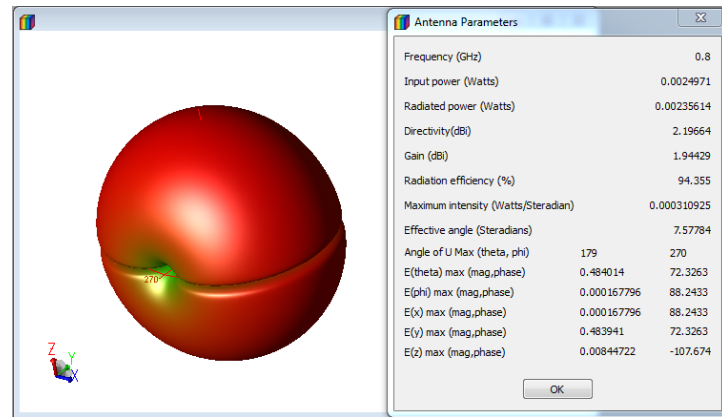 Antenna Parameters
Frequency (GHz) 0.8
Input power (Watts) 0.0024971
Radiated power (Watts) 0.00235614
Directivity(dBi) 2.19664
Gain (dBi) 1.94429
Radiation efficiency (%) 94.355
Maximum intensity (Watts/Steradian) 0.000310925
Effective angle (Steradians) 7.57784
Angle of U Max (theta, phi) 179 270
E(theta) max (mag,phase) 0.484014 72.3263
E(phi) max (mag,phase) 0.000167796 88.2433
E(x) max (mag,phase) 0.000167796 88.2433
E(y) max (mag,phase) 0.483941 72.3263
E(z) max (mag,phase) 0.00844722 -107.674
OK
270
Z
Y
X